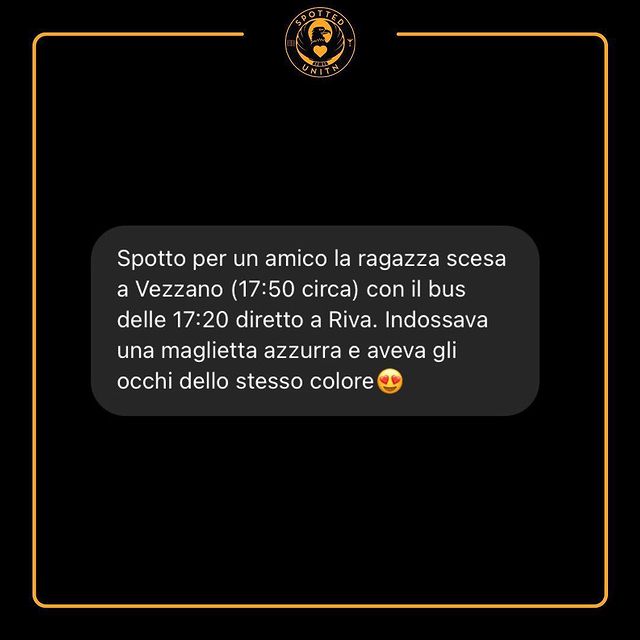 SPOTTED
UNITN
Spotto per un amico la ragazza scesa
a Vezzano (17:50 circa) con il bus
delle 17:20 diretto a Riva. Indossava
una maglietta azzurra e aveva gli
occhi dello stesso colore😍